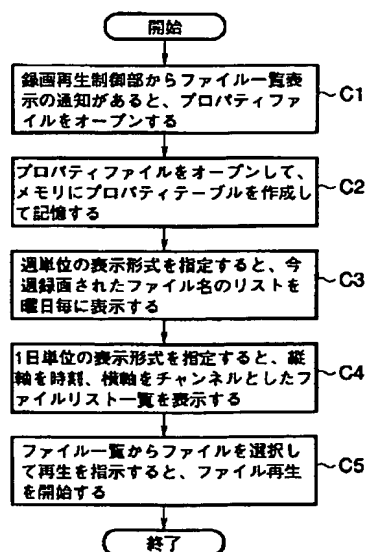 開始
録画再生制御部からファイル一覧表
示の通知があると、プロパティファ
イルをオープンする
C1
プロパティファイルをオープンして、
メモリにプロパティテーブルを作成し
て記憶する
C2
週単位の表示形式を指定すると、今
週録画されたファイル名のリストを
曜日毎に表示する
C3
1日単位の表示形式を指定すると、縦
軸を時刻、横軸をチャンネルとしたフ
ァイルリスト一覧を表示する
C4
ファイル一覧からファイルを選択し
て再生を指示すると、ファイル再生
を開始する
C5
終了